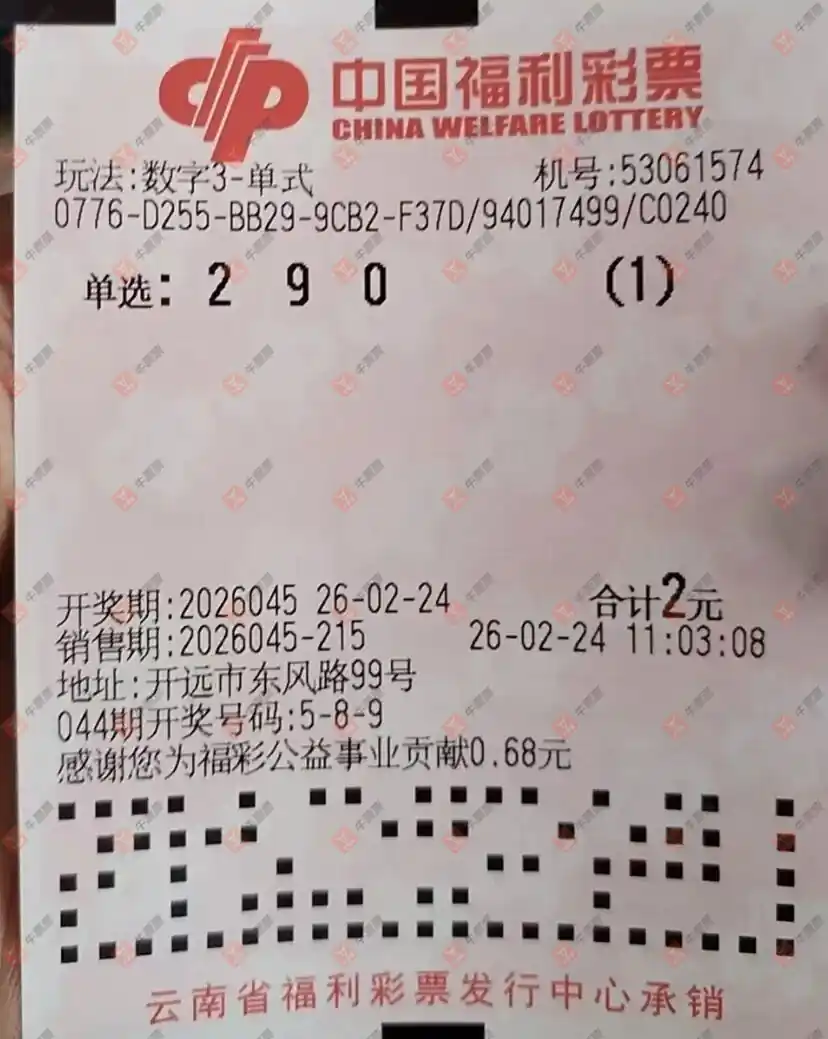 中国福利彩票
CHINA WELFARE LOTTERY
玩法:数字3-单式 机号:53061574
0776-D255-BB29-9CB2-F37D/94017499/C0240
单选: 2 9 0 (1)
开奖期:2026045 26-02-24 合计2元
销售期:2026045-215 26-02-24 11:03:08
地址:开远市东风路99号
044期开奖号码:5-8-9
感谢您为福彩公益事业贡献0.68元
云南省福利彩票发行中心承销